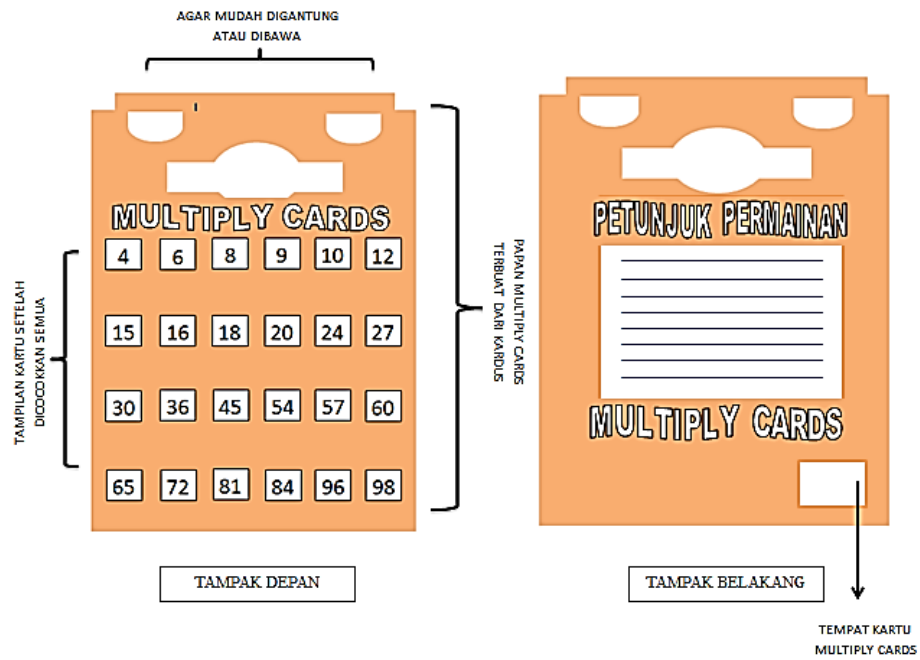 AGAR MUDAH DIGANTUNG
ATAU DIBAWA
MULTIPLY CARDS
4 6 8 9 10 12
15 16 18 20 24 27
30 36 45 54 57 60
65 72 81 84 96 98
TAMPILAN KARTU SETELAH
DICOCOKKAN SEMUA
PAPAN MULTIPLY CARDS
TERBUAT DARI KARDUS
TAMPAK DEPAN
PETUNJUK PERMAINAN
MULTIPLY CARDS
TAMPAK BELAKANG
TEMPAT KARTU
MULTIPLY CARDS